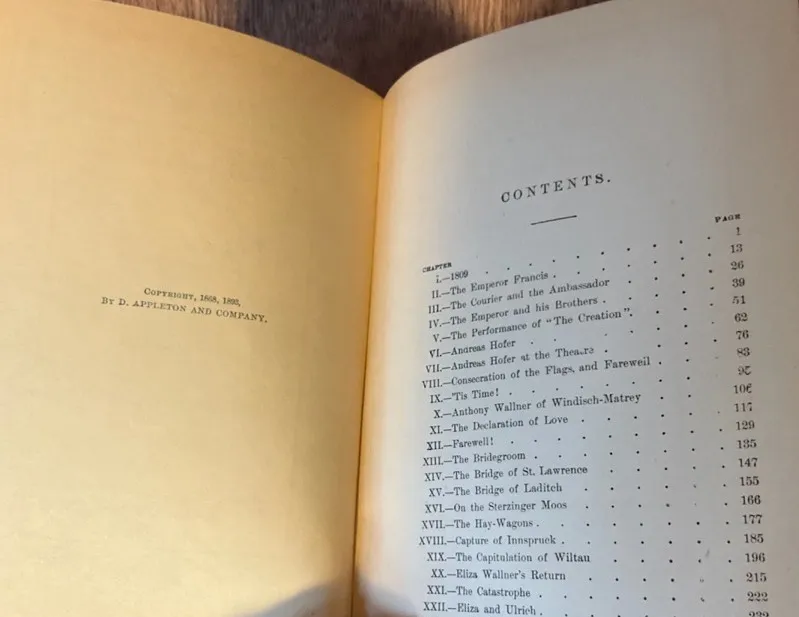 COPYRIGHT, 1868, 1893,
BY D. APPLETON AND COMPANY.
CONTENTS.
CHAPTER PAGE
I.—1809 . . . . . . . . 1
II.—The Emperor Francis . . . . . . 13
III.—The Courier and the Ambassador . . . . 26
IV.—The Emperor and his Brothers . . . . 39
V.—The Performance of "The Creation" . . . 51
VI.—Andreas Hofer . . . . . . 62
VII.—Andreas Hofer at the Theatre . . . . 76
VIII.—Consecration of the Flags, and Farewell . . . 83
IX.—'Tis Time! . . . . . . . 95
X.—Anthony Wallner of Windisch-Matrey . . . 106
XI.—The Declaration of Love . . . . . 117
XII.—Farewell! . . . . . . . 129
XIII.—The Bridegroom . . . . . . 135
XIV.—The Bridge of St. Lawrence . . . . . 147
XV.—The Bridge of Laditch . . . . . 155
XVI.—On the Sterzinger Moos . . . . . 166
XVII.—The Hay-Wagons . . . . . . 177
XVIII.—Capture of Innspruck . . . . . . 185
XIX.—The Capitulation of Wiltau . . . . . 196
XX.—Eliza Wallner's Return . . . . . 215
XXI.—The Catastrophe . . . . . . 222
XXII.—Eliza and Ulrich . . . . . .